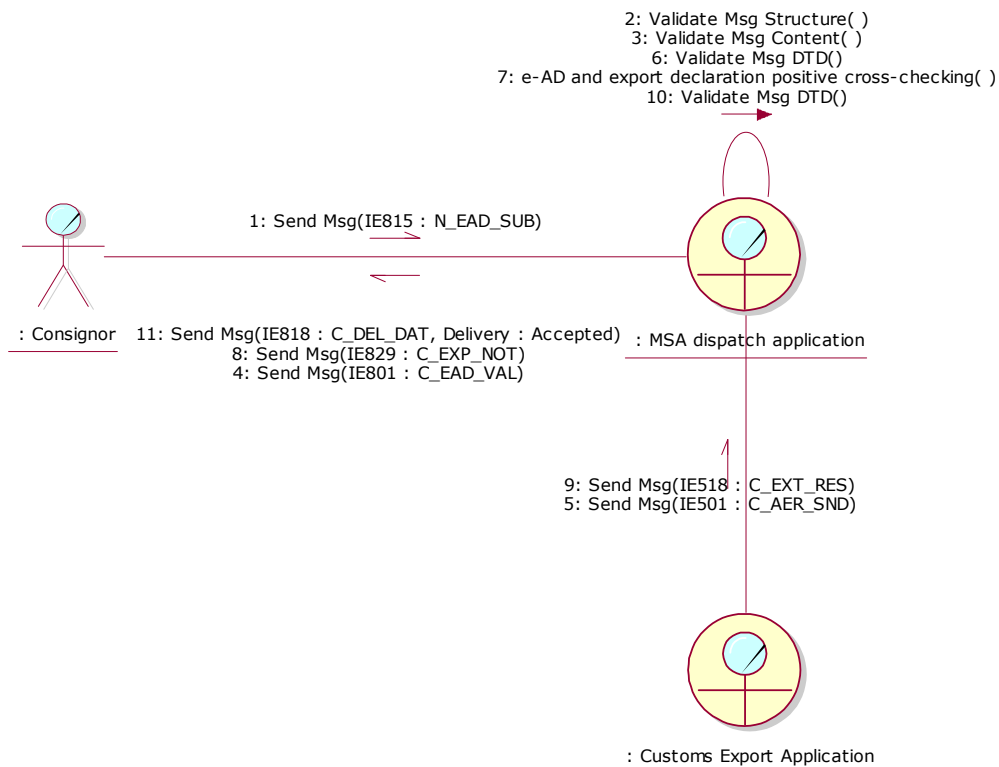 2: Validate Msg Structure( )
3: Validate Msg Content( )
6: Validate Msg DTD()
7: e-AD and export declaration positive cross-checking( )
10: Validate Msg DTD()
1: Send Msg(IE815 : N_EAD_SUB)
: Consignor
11: Send Msg(IE818 : C_DEL_DAT, Delivery : Accepted)
8: Send Msg(IE829 : C_EXP_NOT)
4: Send Msg(IE801 : C_EAD_VAL)
: MSA dispatch application
9: Send Msg(IE518 : C_EXT_RES)
5: Send Msg(IE501 : C_AER_SND)
: Customs Export Application